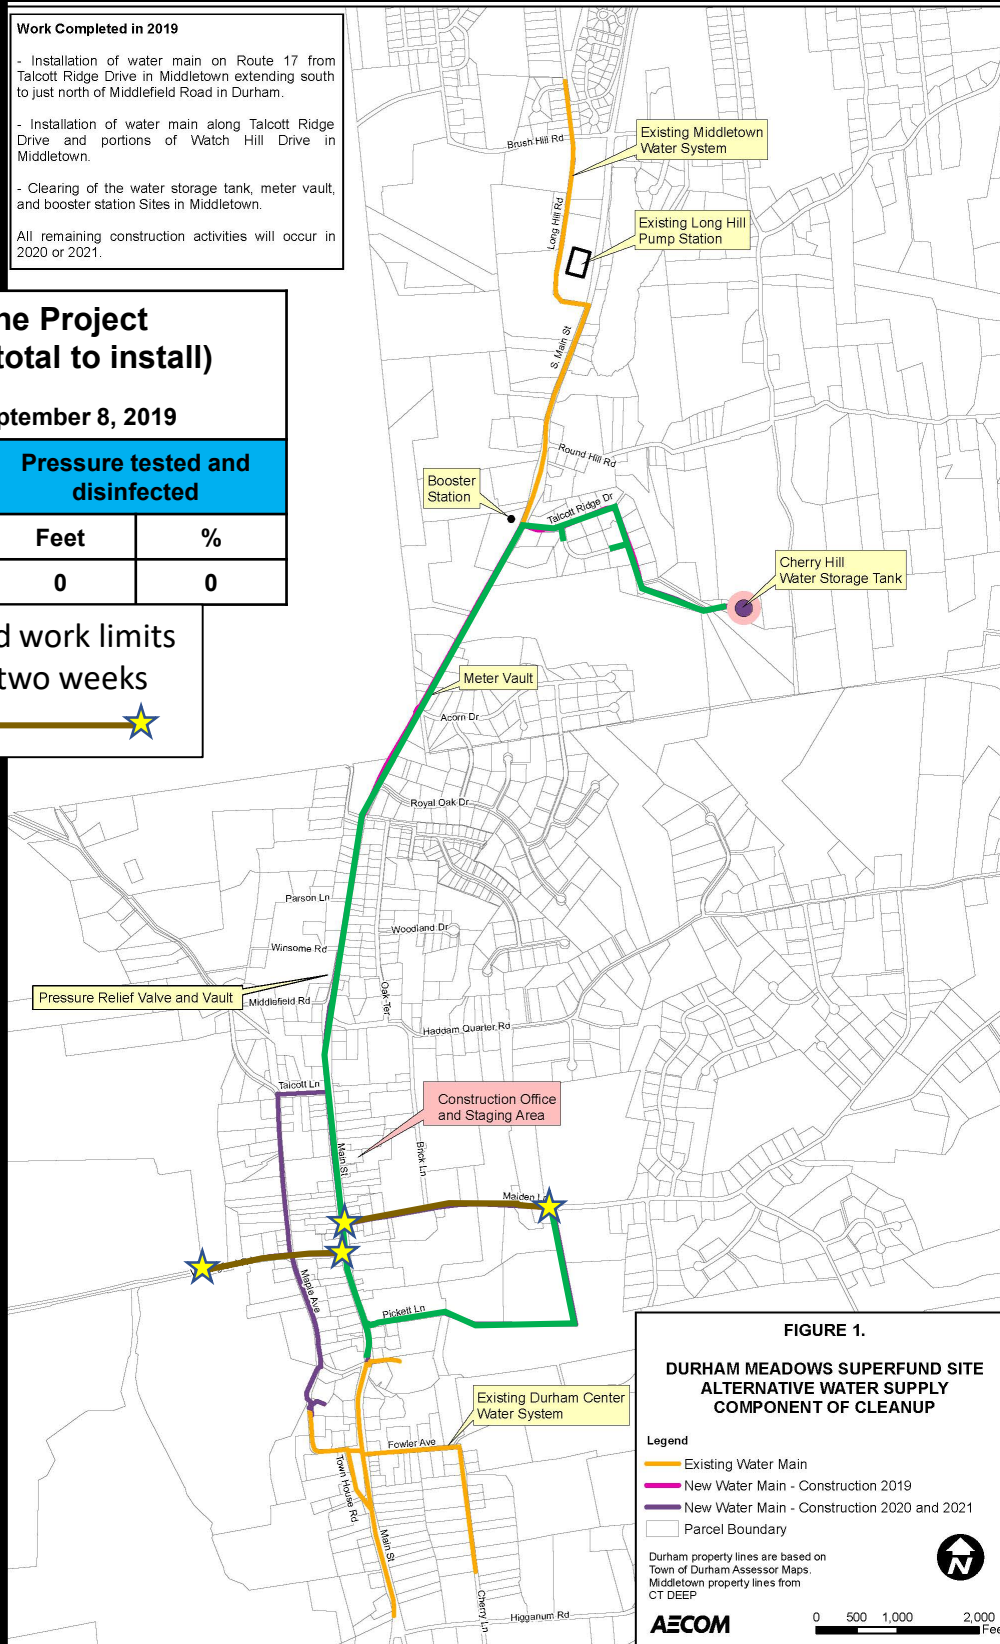 Work Completed in 2019
- Installation of water main on Route 17 from
Talcott Ridge Drive in Middletown extending south
to just north of Middlefield Road in Durham.
- Installation of water main along Talcott Ridge
Drive and portions of Watch Hill Drive in
Middletown.
- Clearing of the water storage tank, meter vault,
and booster station Sites in Middletown.
All remaining construction activities will occur in
2020 or 2021.
ne Project
total to install)
ptember 8, 2019
Pressure tested and
disinfected
Feet %
0 0
d work limits
two weeks
Brush Hill Rd
Existing Middletown
Water System
Long Hill Rd
Existing Long Hill
Pump Station
S. Main St
Round Hill Rd
Booster
Station
Talcott Ridge Dr
Cherry Hill
Water Storage Tank
Meter Vault
Acorn Dr
Royal Oak Dr
Parson Ln
Woodland Dr
Winsome Rd
Oak Ter
Pressure Relief Valve and Vault
Middlefield Rd
Haddam Quarter Rd
Talcott Ln
Construction Office
and Staging Area
Main St
Brick Ln
Maiden Ln
Maple Ave
Pickett Ln
Existing Durham Center
Water System
Fowler Ave
Town House Rd
Main St
Cherry Ln
Higganum Rd
FIGURE 1.
DURHAM MEADOWS SUPERFUND SITE
ALTERNATIVE WATER SUPPLY
COMPONENT OF CLEANUP
Legend
Existing Water Main
New Water Main - Construction 2019
New Water Main - Construction 2020 and 2021
Parcel Boundary
Durham property lines are based on
Town of Durham Assessor Maps.
Middletown property lines from
CT DEEP
N
AECOM
0 500 1,000 2,000
Fee